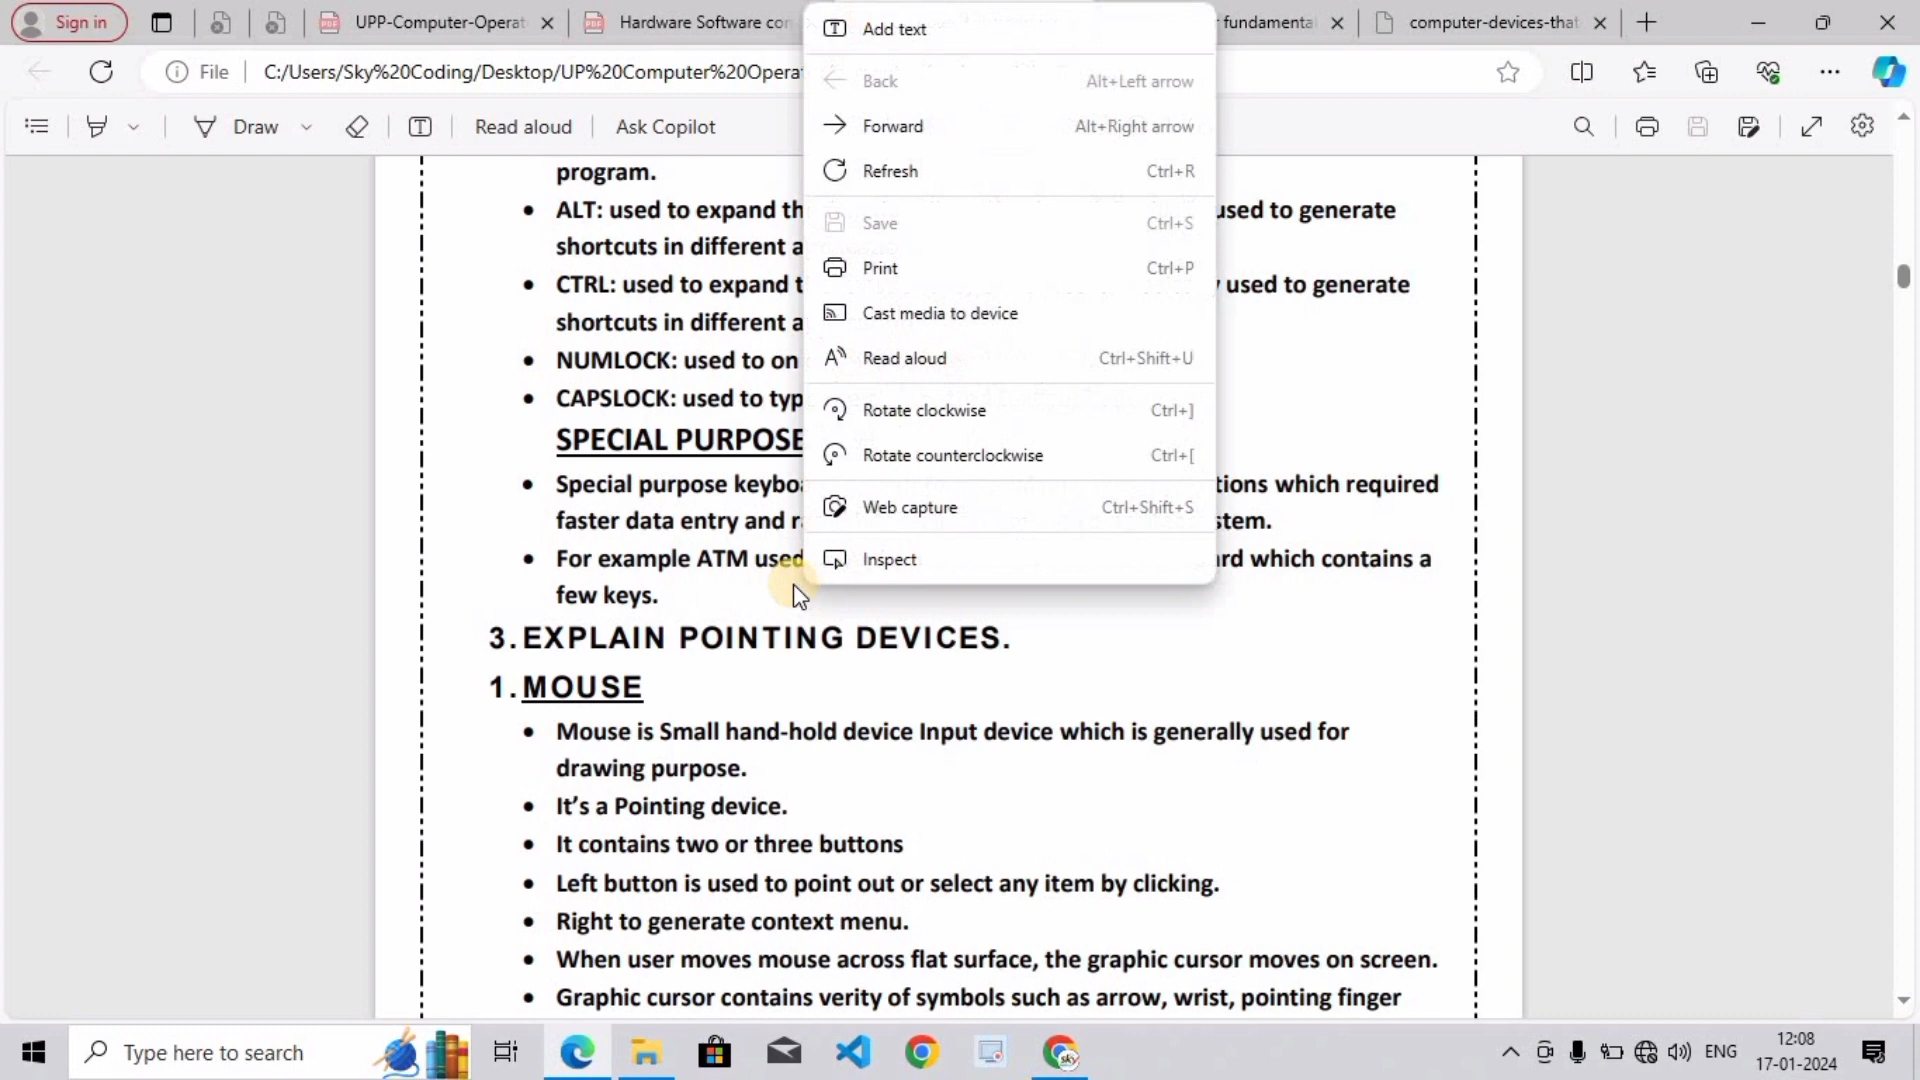 Sign in
UPP-Computer-Operat
Hardware Software co
fundamental
computer-devices-that
File
C:/Users/Sky%20Coding/Desktop/UP%20Computer%20Opera
Draw
Read aloud
Ask Copilot
Add text
Back Alt+Left arrow
Forward Alt+Right arrow
Refresh Ctrl+R
Save Ctrl+S
Print Ctrl+P
Cast media to device
Read aloud Ctrl+Shift+U
Rotate clockwise Ctrl+]
Rotate counterclockwise Ctrl+[
Web capture Ctrl+Shift+S
Inspect
program.
• ALT: used to expand th used to generate
shortcuts in different a
• CTRL: used to expand t used to generate
shortcuts in different a
• NUMLOCK: used to on
• CAPSLOCK: used to typ
SPECIAL PURPOSE
• Special purpose keyboa tions which required
faster data entry and ra stem.
• For example ATM used rd which contains a
few keys.
3. EXPLAIN POINTING DEVICES.
1. MOUSE
• Mouse is Small hand-hold device Input device which is generally used for
drawing purpose.
• It's a Pointing device.
• It contains two or three buttons
• Left button is used to point out or select any item by clicking.
• Right to generate context menu.
• When user moves mouse across flat surface, the graphic cursor moves on screen.
• Graphic cursor contains verity of symbols such as arrow, wrist, pointing finger
Type here to search
sky
ENG
12:08
17-01-2024